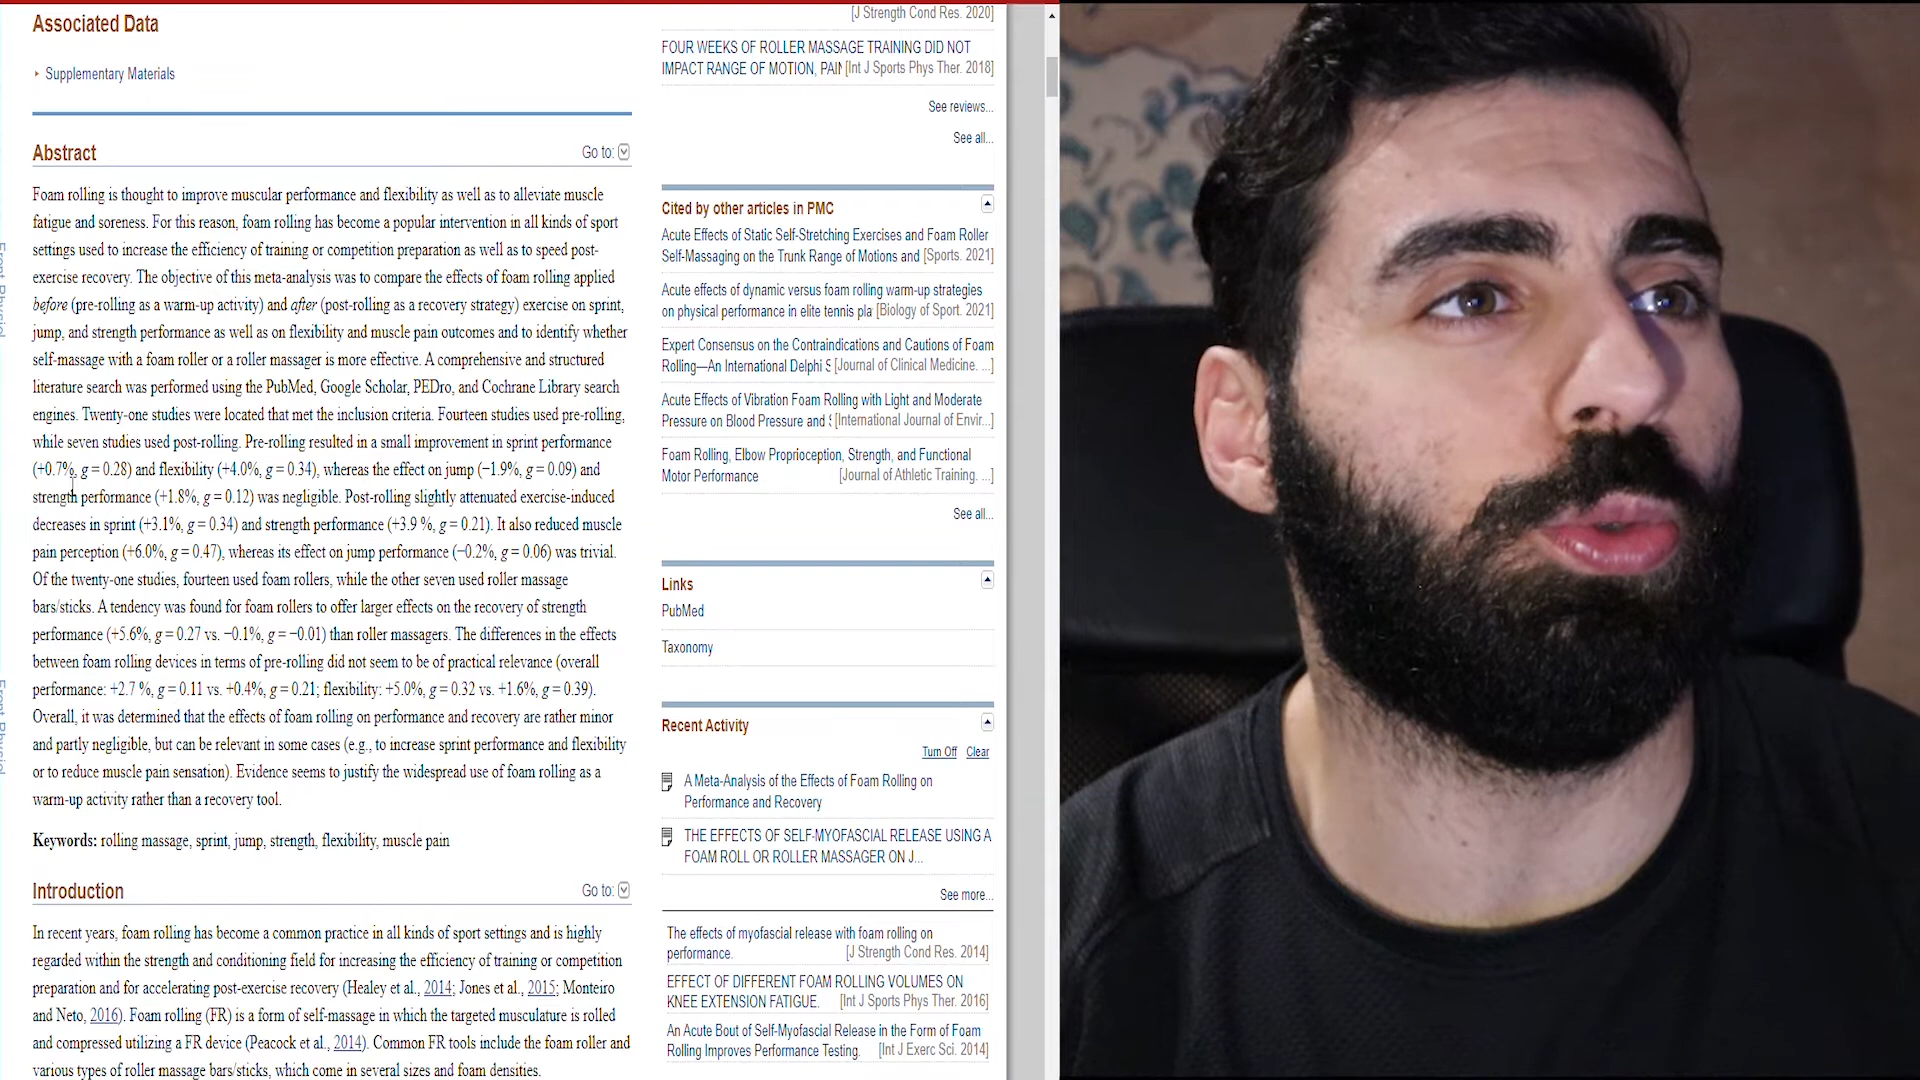 Associated Data
Supplementary Materials
Abstract
Go to:
Foam rolling is thought to improve muscular performance and flexibility as well as to alleviate muscle
fatigue and soreness. For this reason, foam rolling has become a popular intervention in all kinds of sport
settings used to increase the efficiency of training or competition preparation as well as to speed post-
exercise recovery. The objective of this meta-analysis was to compare the effects of foam rolling applied
before (pre-rolling as a warm-up activity) and after (post-rolling as a recovery strategy) exercise on sprint,
jump, and strength performance as well as on flexibility and muscle pain outcomes and to identify whether
self-massage with a foam roller or a roller massager is more effective. A comprehensive and structured
literature search was performed using the PubMed, Google Scholar, PEDro, and Cochrane Library search
engines. Twenty-one studies were located that met the inclusion criteria. Fourteen studies used pre-rolling,
while seven studies used post-rolling. Pre-rolling resulted in a small improvement in sprint performance
(+0.7%, g = 0.28) and flexibility (+4.0%, g = 0.34), whereas the effect on jump (−1.9%, g = 0.09) and
strength performance (+1.8%, g = 0.12) was negligible. Post-rolling slightly attenuated exercise-induced
decreases in sprint (+3.1%, g = 0.34) and strength performance (+3.9 %, g = 0.21). It also reduced muscle
pain perception (+6.0%, g = 0.47), whereas its effect on jump performance (−0.2%, g = 0.06) was trivial.
Of the twenty-one studies, fourteen used foam rollers, while the other seven used roller massage
bars/sticks. A tendency was found for foam rollers to offer larger effects on the recovery of strength
performance (+5.6%, g = 0.27 vs. −0.1%, g = −0.01) than roller massagers. The differences in the effects
between foam rolling devices in terms of pre-rolling did not seem to be of practical relevance (overall
performance: +2.7 %, g = 0.11 vs. +0.4%, g = 0.21; flexibility: +5.0%, g = 0.32 vs. +1.6%, g = 0.39).
Overall, it was determined that the effects of foam rolling on performance and recovery are rather minor
and partly negligible, but can be relevant in some cases (e.g., to increase sprint performance and flexibility
or to reduce muscle pain sensation). Evidence seems to justify the widespread use of foam rolling as a
warm-up activity rather than a recovery tool.
Keywords: rolling massage, sprint, jump, strength, flexibility, muscle pain
Introduction
Go to:
In recent years, foam rolling has become a common practice in all kinds of sport settings and is highly
regarded within the strength and conditioning field for increasing the efficiency of training or competition
preparation and for accelerating post-exercise recovery (Healey et al., 2014; Jones et al., 2015; Monteiro
and Neto, 2016). Foam rolling (FR) is a form of self-massage in which the targeted musculature is rolled
and compressed utilizing a FR device (Peacock et al., 2014). Common FR tools include the foam roller and
various types of roller massage bars/sticks, which come in several sizes and foam densities.
[J Strength Cond Res. 2020]
FOUR WEEKS OF ROLLER MASSAGE TRAINING DID NOT
IMPACT RANGE OF MOTION, PAIN [Int J Sports Phys Ther. 2018]
See reviews...
See all...
Cited by other articles in PMC
Acute Effects of Static Self-Stretching Exercises and Foam Roller
Self-Massaging on the Trunk Range of Motions and [Sports. 2021]
Acute effects of dynamic versus foam rolling warm-up strategies
on physical performance in elite tennis pla [Biology of Sport. 2021]
Expert Consensus on the Contraindications and Cautions of Foam
Rolling—An International Delphi S [Journal of Clinical Medicine. ...]
Acute Effects of Vibration Foam Rolling with Light and Moderate
Pressure on Blood Pressure and [International Journal of Envir...]
Foam Rolling, Elbow Proprioception, Strength, and Functional
Motor Performance [Journal of Athletic Training. ...]
See all...
Links
PubMed
Taxonomy
Recent Activity
Turn Off Clear
A Meta-Analysis of the Effects of Foam Rolling on
Performance and Recovery
THE EFFECTS OF SELF-MYOFASCIAL RELEASE USING A
FOAM ROLL OR ROLLER MASSAGER ON J...
See more...
The effects of myofascial release with foam rolling on
performance. [J Strength Cond Res. 2014]
EFFECT OF DIFFERENT FOAM ROLLING VOLUMES ON
KNEE EXTENSION FATIGUE. [Int J Sports Phys Ther. 2016]
An Acute Bout of Self-Myofascial Release in the Form of Foam
Rolling Improves Performance Testing. [Int J Exerc Sci. 2014]